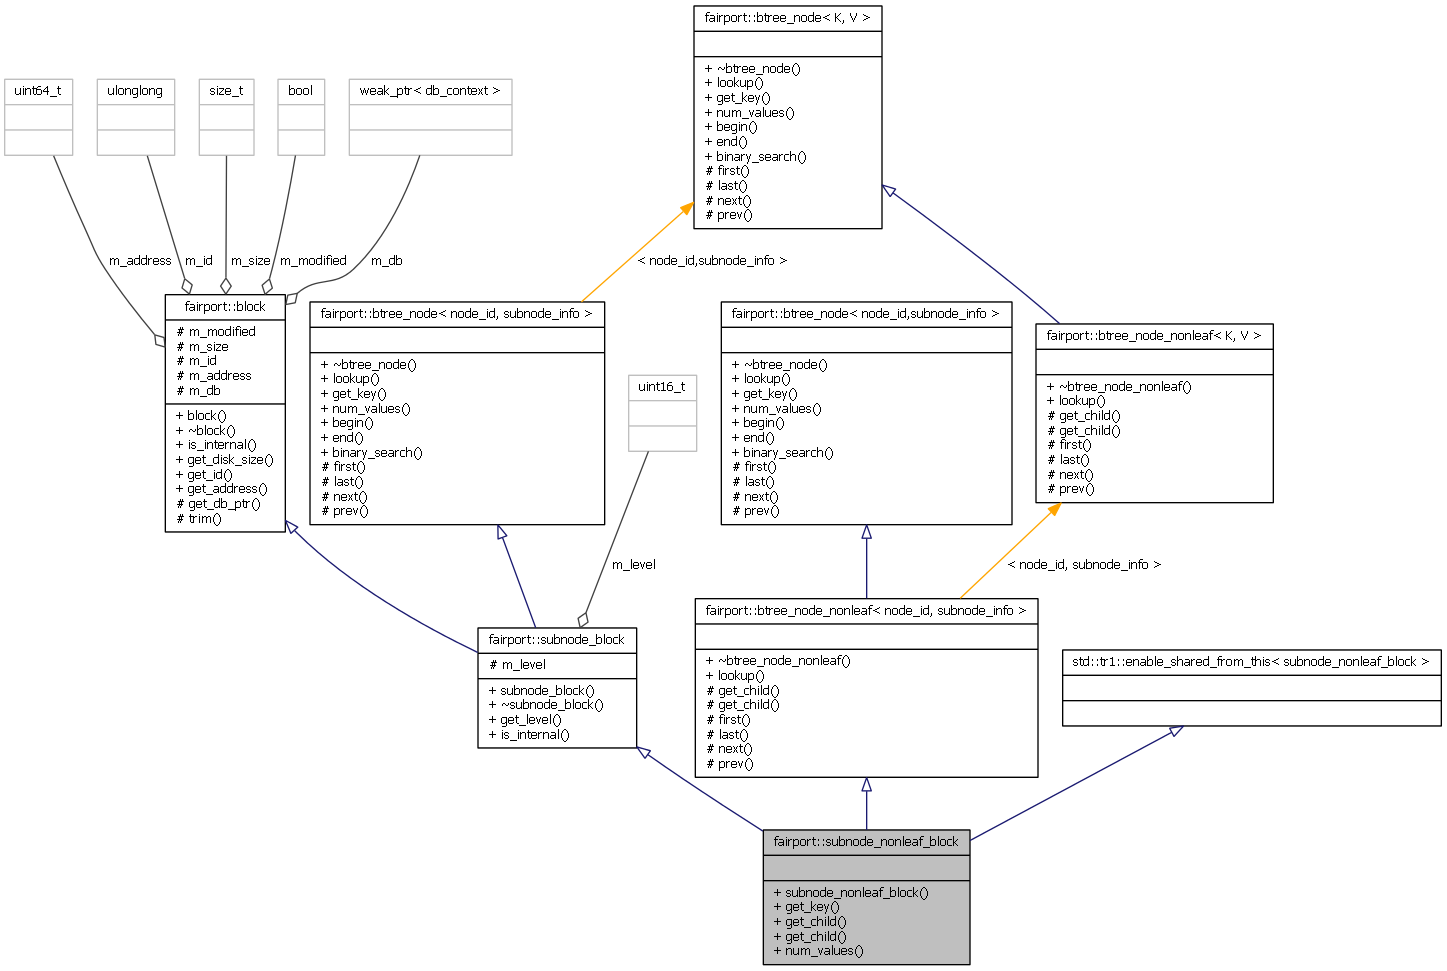 fairport::btree_node< K, V >
+ ~btree_node()
+ lookup()
+ get_key()
+ num_values()
+ begin()
+ end()
+ binary_search()
# first()
# last()
# next()
# prev()
uint64_t
ulonglong
size_t
bool
weak_ptr< db_context >
m_address
m_id
m_size
m_modified
m_db
< node_id,subnode_info >
fairport::block
# m_modified
# m_size
# m_id
# m_address
# m_db
+ block()
+ ~block()
+ is_internal()
+ get_disk_size()
+ get_id()
+ get_address()
# get_db_ptr()
# trim()
fairport::btree_node< node_id, subnode_info >
+ ~btree_node()
+ lookup()
+ get_key()
+ num_values()
+ begin()
+ end()
+ binary_search()
# first()
# last()
# next()
# prev()
uint16_t
fairport::btree_node< node_id,subnode_info >
+ ~btree_node()
+ lookup()
+ get_key()
+ num_values()
+ begin()
+ end()
+ binary_search()
# first()
# last()
# next()
# prev()
fairport::btree_node_nonleaf< K, V >
+ ~btree_node_nonleaf()
+ lookup()
# get_child()
# get_child()
# first()
# last()
# next()
# prev()
m_level
< node_id, subnode_info >
fairport::subnode_block
# m_level
+ subnode_block()
+ ~subnode_block()
+ get_level()
+ is_internal()
fairport::btree_node_nonleaf< node_id, subnode_info >
+ ~btree_node_nonleaf()
+ lookup()
# get_child()
# get_child()
# first()
# last()
# next()
# prev()
std::tr1::enable_shared_from_this< subnode_nonleaf_block >
fairport::subnode_nonleaf_block
+ subnode_nonleaf_block()
+ get_key()
+ get_child()
+ get_child()
+ num_values()